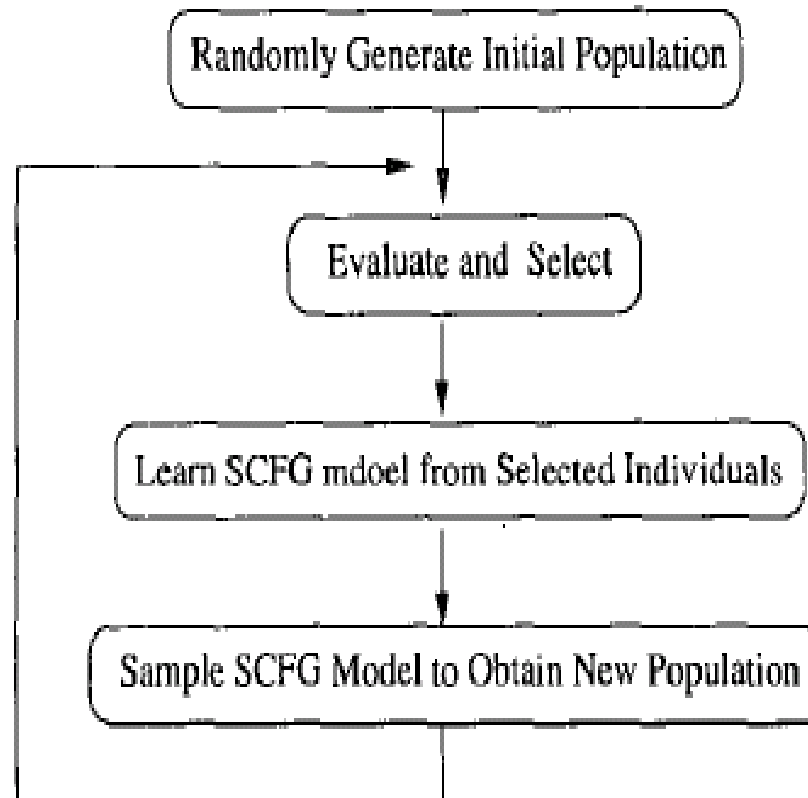 Randomly Generate Initial Population
Evaluate and Select
Learn SCFG mdoel from Selected Individuals
Sample SCFG Model to Obtain New Population